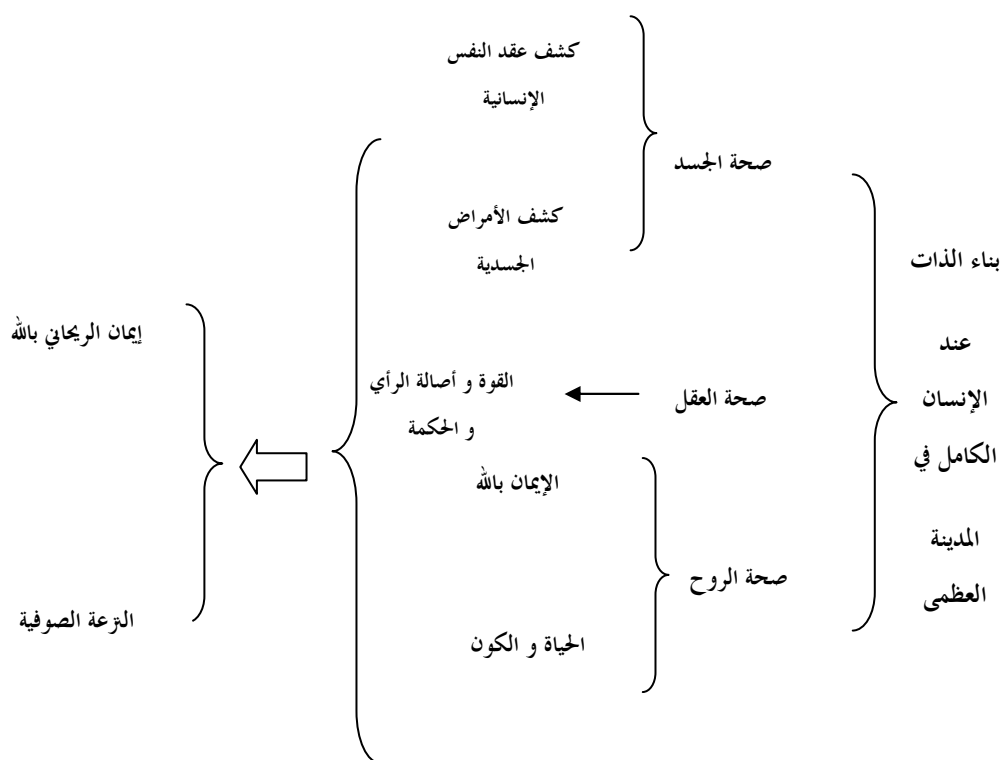 بناء الذات
عند
الإنسان
الكامل في
المدينة
العظمى
صحة الجسد
كشف عقد النفس
الإنسانية
كشف الأمراض
الجسدية
صحة العقل
القوة و أصالة الرأي
و الحكمة
صحة الروح
الإيمان بالله
الحياة و الكون
إيمان الريحاني بالله
النزعة الصوفية